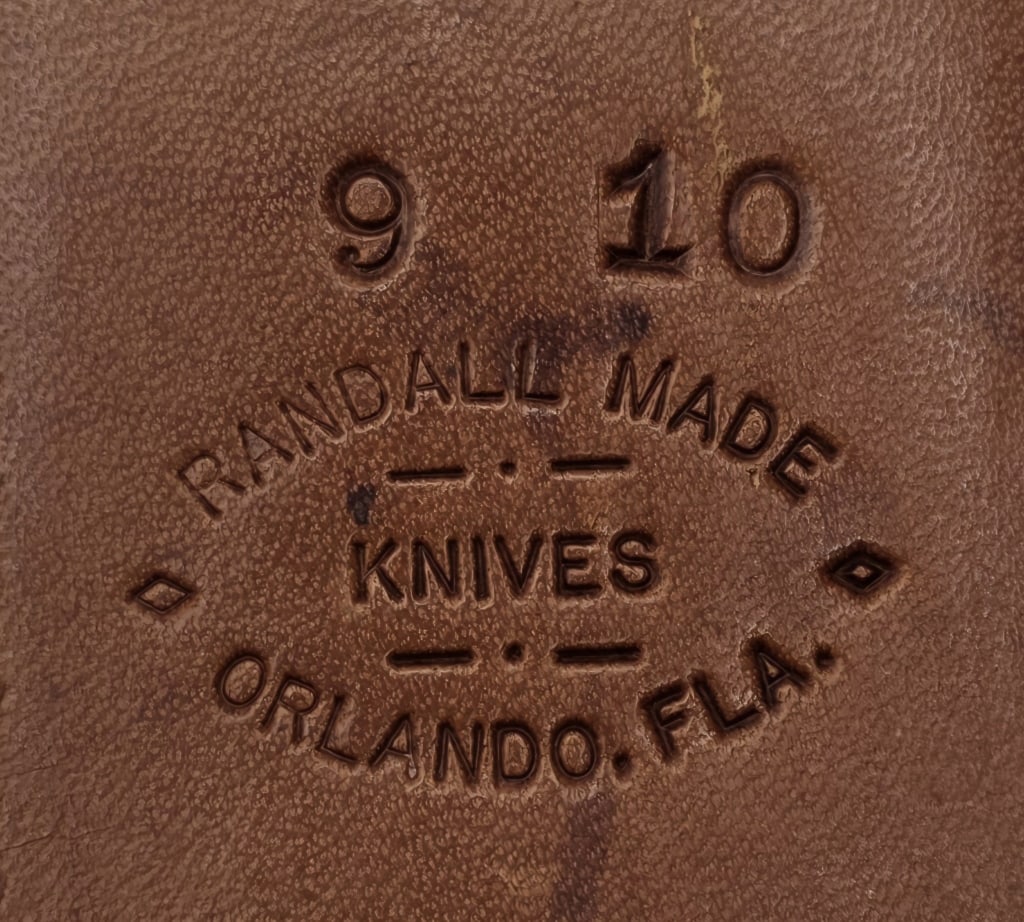 9 10
RANDALL MADE
KNIVES
ORLANDO. FLA.